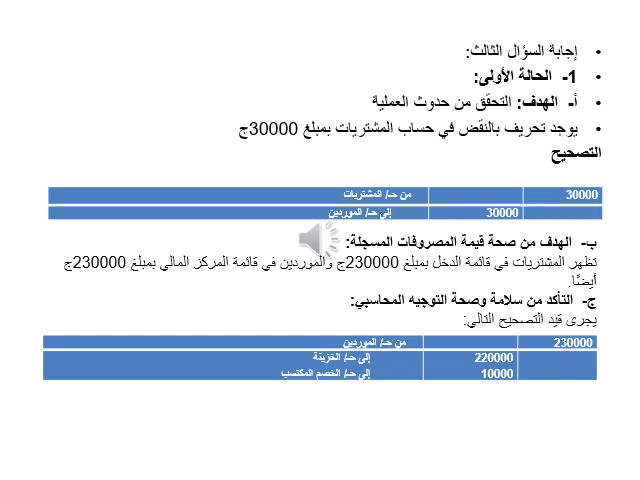 • إجابة السؤال الثالث:
• 1- الحالة الأولى:
• أ- الهدف: التحقق من حدوث العملية
• يوجد تحريف بالنقض في حساب المشتريات بمبلغ 30000ج
التصحيح
30000 من حـ/ المشتريات
30000 إلى حـ/ الموردين
ب- الهدف من صحة قيمة المصروفات المسجلة:
تظهر المشتريات في قائمة الدخل بمبلغ 230000ج والموردين في قائمة المركز المالي بمبلغ 230000ج
أيضًا.
ج- التأكد من سلامة وصحة التوجيه المحاسبي:
يجرى قيد التصحيح التالي:
230000 من حـ/ الموردين
220000 إلى حـ/ الخزينة
10000 إلى حـ/ الخصم المكتسب